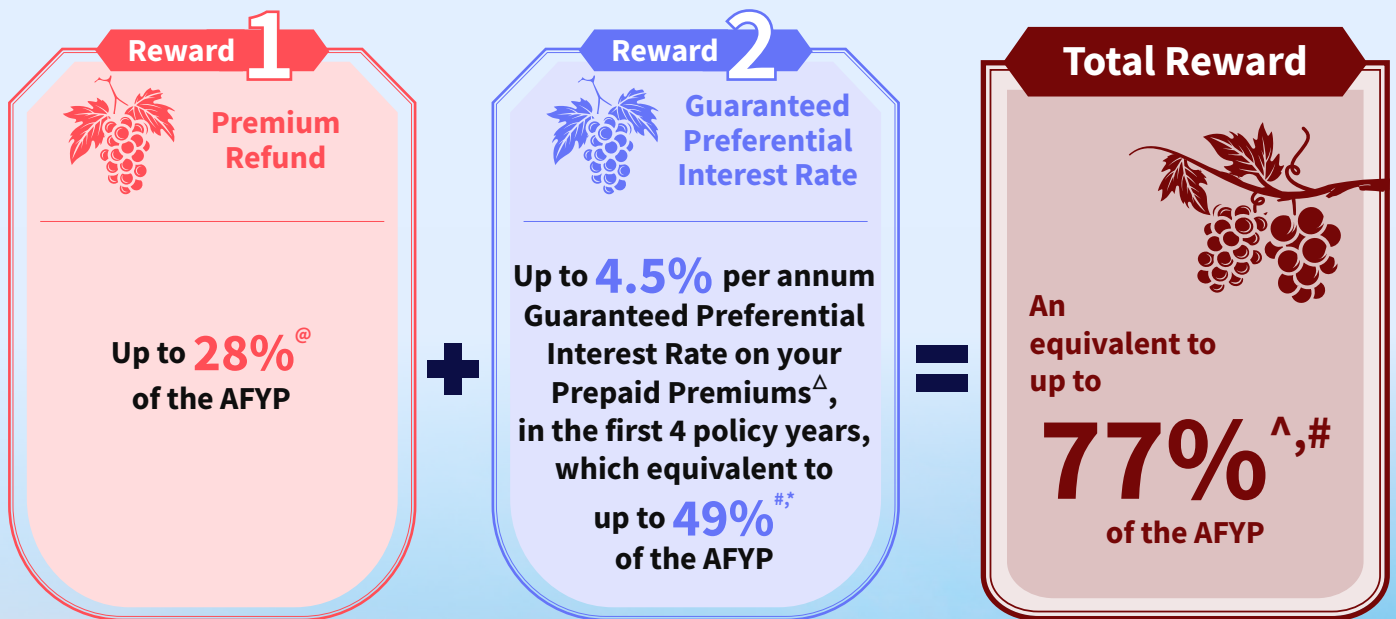 Reward 1
Premium
Refund
Up to 28%@
of the AFYP
+
Reward 2
Guaranteed
Preferential
Interest Rate
Up to 4.5% per annum
Guaranteed Preferential
Interest Rate on your
Prepaid Premiums△,
in the first 4 policy years,
which equivalent to
up to 49%#,*
of the AFYP
=
Total Reward
An
equivalent to
up to
77%^,#
of the AFYP